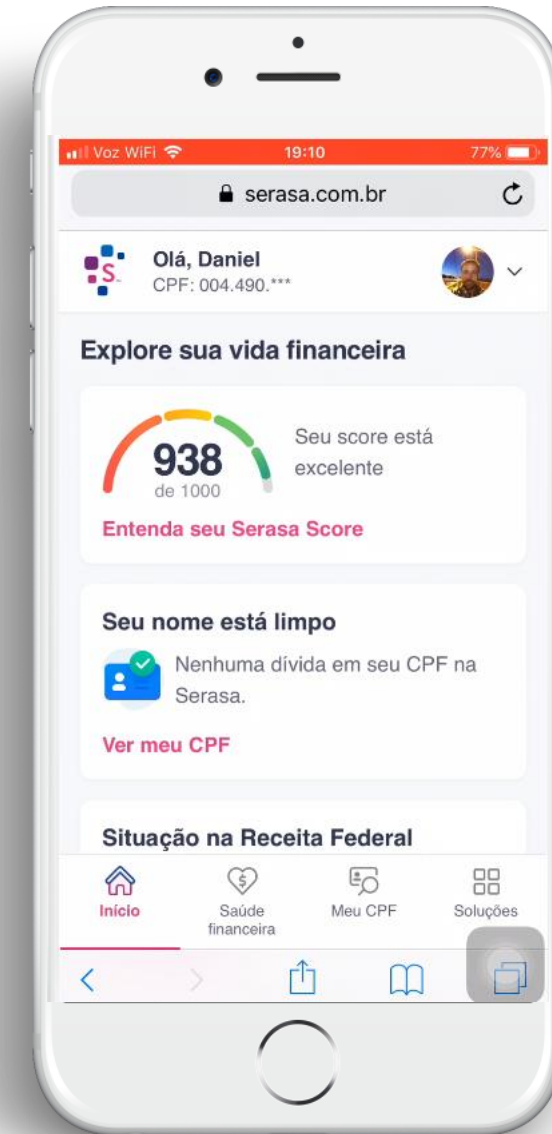 Voz WiFi 19:10 77%
serasa.com.br
S
Olá, Daniel
CPF: 004.490.***
Explore sua vida financeira
938
de 1000
Seu score está
excelente
Entenda seu Serasa Score
Seu nome está limpo
Nenhuma dívida em seu CPF na
Serasa.
Ver meu CPF
Situação na Receita Federal
Início
Saúde
financeira
Meu CPF
Soluções